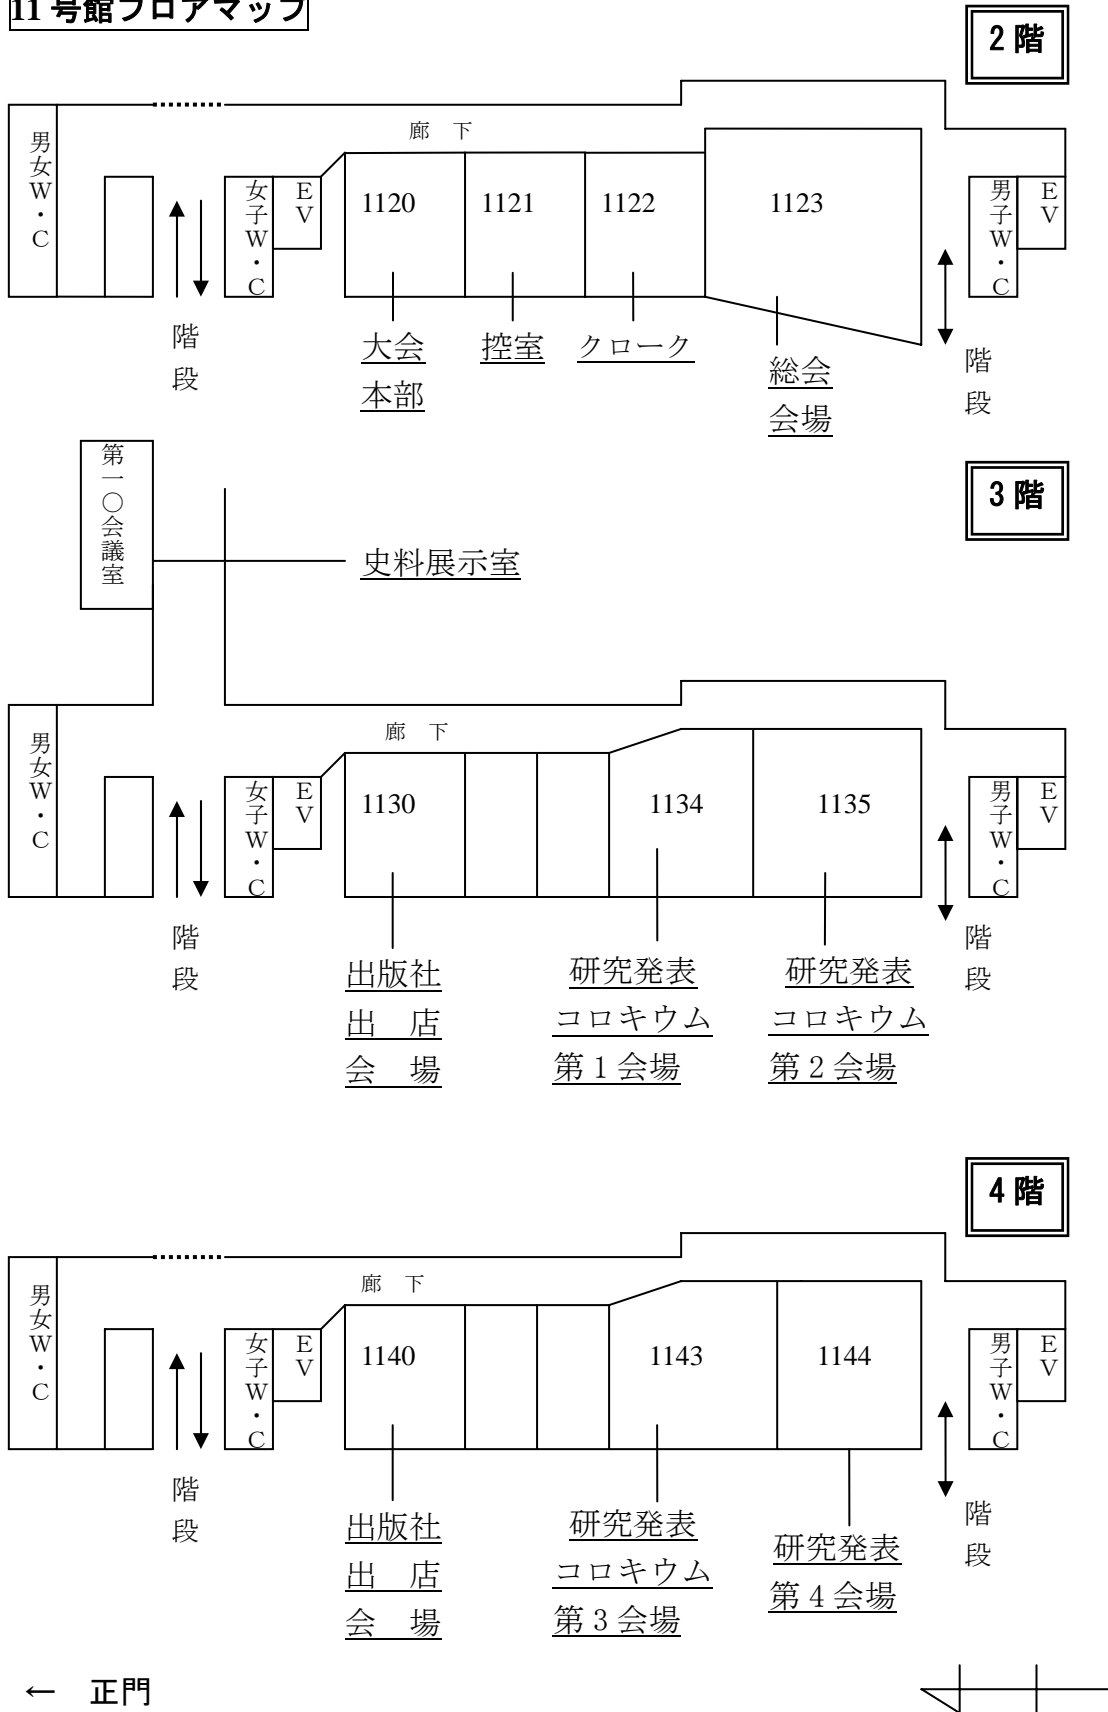 11 号館フロアマップ
2 階
廊 下
男女W・C
女子W・C
EV
1120
1121
1122
1123
男子W・C
EV
階段
大会
本部
控室
クローク
総会
会場
階段
3 階
第一〇会議室
史料展示室
廊 下
男女W・C
女子W・C
EV
1130
1134
1135
男子W・C
EV
階段
出版社
出 店
会 場
研究発表
コロキウム
第 1 会場
研究発表
コロキウム
第 2 会場
階段
4 階
廊 下
男女W・C
女子W・C
EV
1140
1143
1144
男子W・C
EV
階段
出版社
出 店
会 場
研究発表
コロキウム
第 3 会場
研究発表
第 4 会場
階段
← 正門